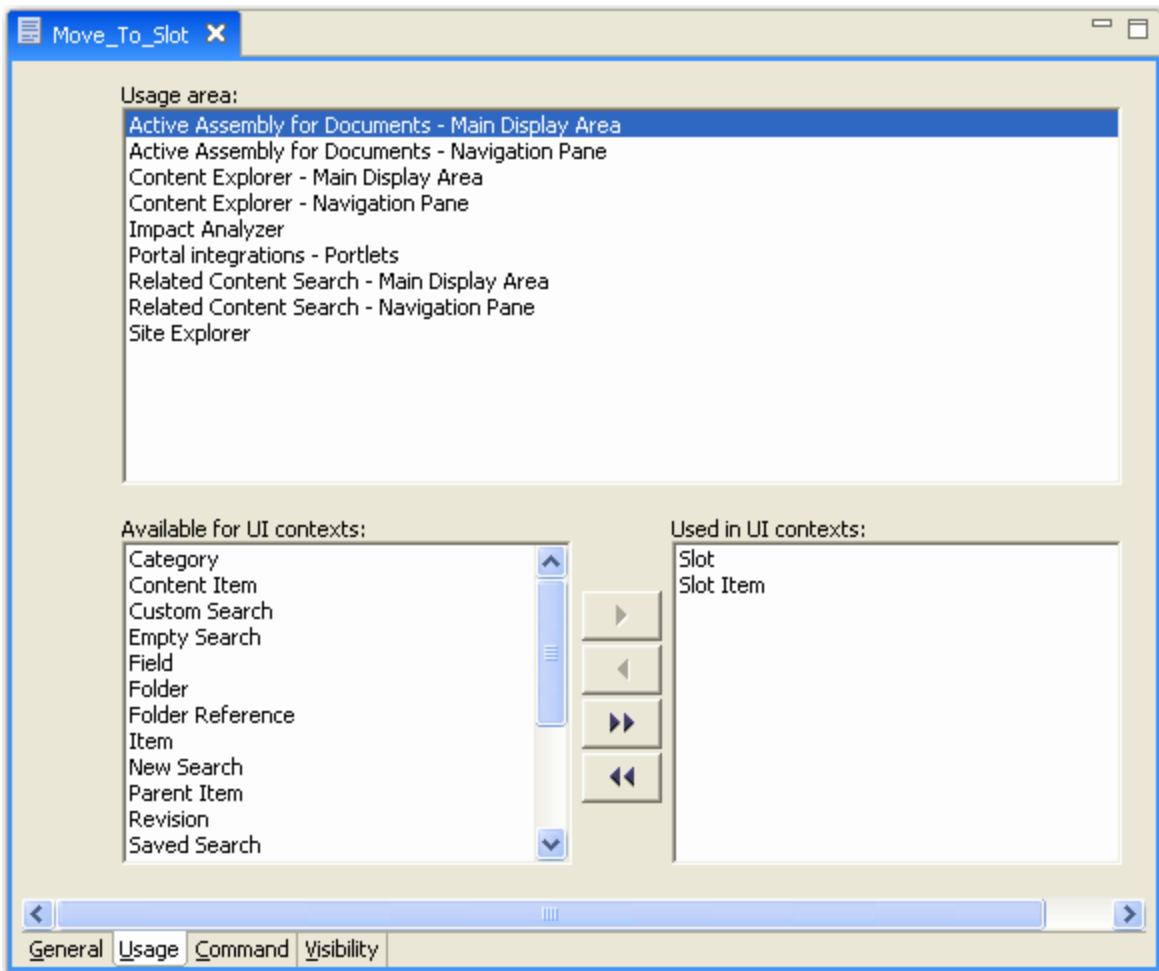 Move_To_Slot
Usage area:
Active Assembly for Documents - Main Display Area
Active Assembly for Documents - Navigation Pane
Content Explorer - Main Display Area
Content Explorer - Navigation Pane
Impact Analyzer
Portal integrations - Portlets
Related Content Search - Main Display Area
Related Content Search - Navigation Pane
Site Explorer
Available for UI contexts:
Category
Content Item
Custom Search
Empty Search
Field
Folder
Folder Reference
Item
New Search
Parent Item
Revision
Saved Search
Used in UI contexts:
Slot
Slot Item
General Usage Command Visibility